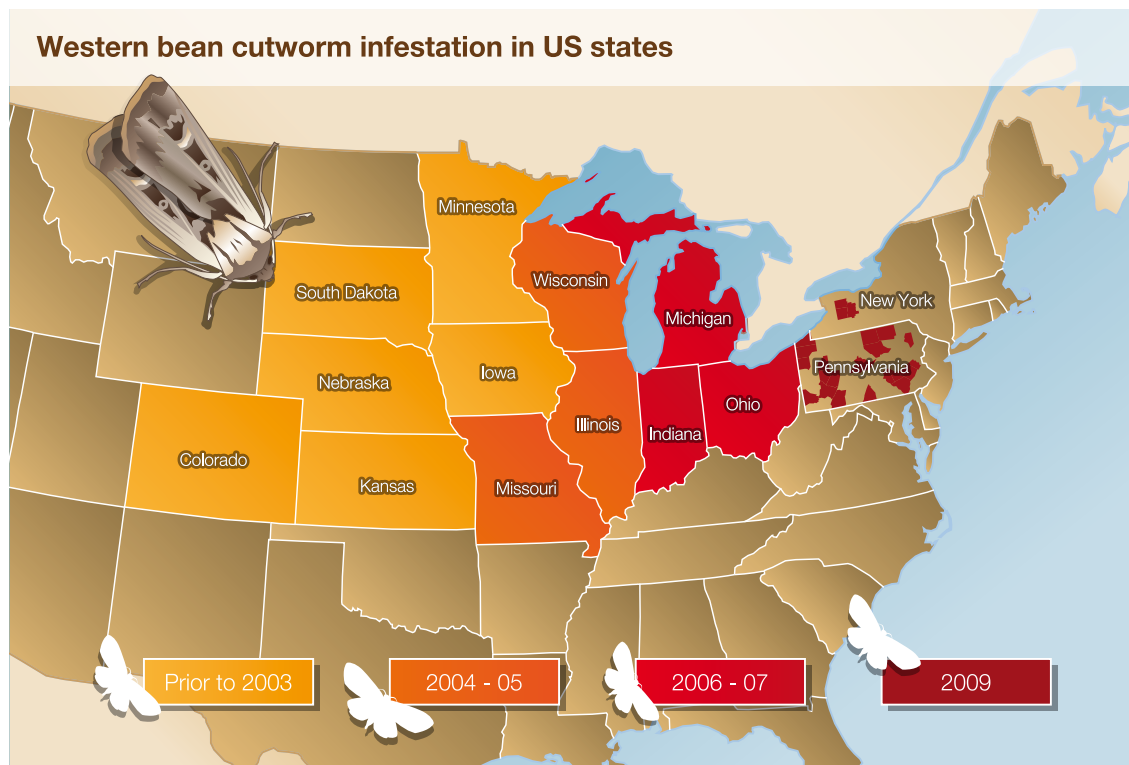 Western bean cutworm infestation in US states
Minnesota
South Dakota
Wisconsin
New York
Michigan
Nebraska
Iowa
Pennsylvania
Ohio
Illinois
Indiana
Colorado
Kansas
Missouri
Prior to 2003
2004 - 05
2006 - 07
2009